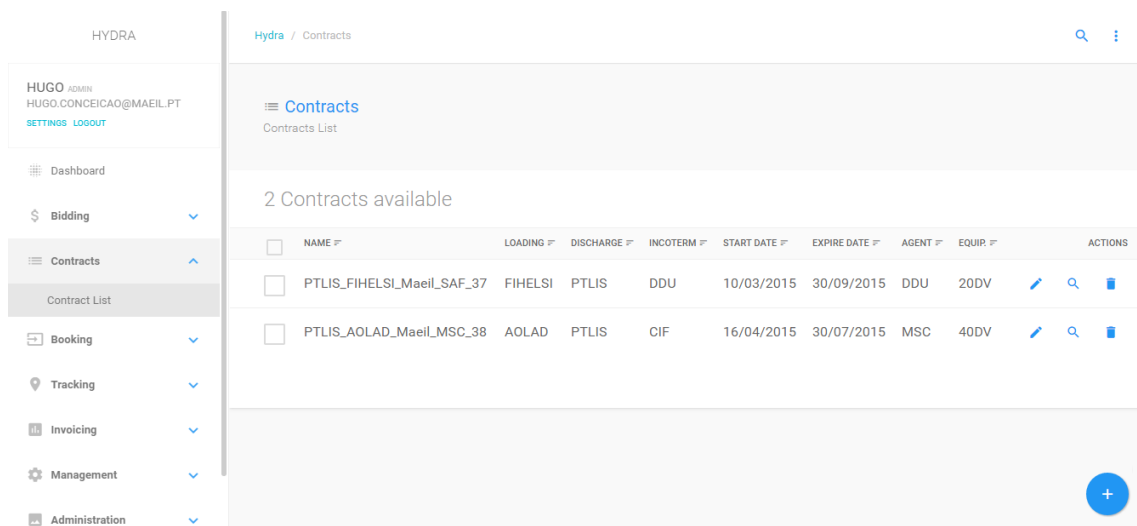 HYDRA
HUGO ADMIN
HUGO.CONCEICAO@MAEIL.PT
SETTINGS LOGOUT
Dashboard
Bidding
Contracts
Contract List
Booking
Tracking
Invoicing
Management
Administration
Hydra / Contracts
Contracts
Contracts List
2 Contracts available
NAME LOADING DISCHARGE INCOTERM START DATE EXPIRE DATE AGENT EQUIP. ACTIONS
PTLIS_FIHELSI_Maeil_SAF_37 FIHELSI PTLIS DDU 10/03/2015 30/09/2015 DDU 20DV
PTLIS_AOLAD_Maeil_MSC_38 AOLAD PTLIS CIF 16/04/2015 30/07/2015 MSC 40DV